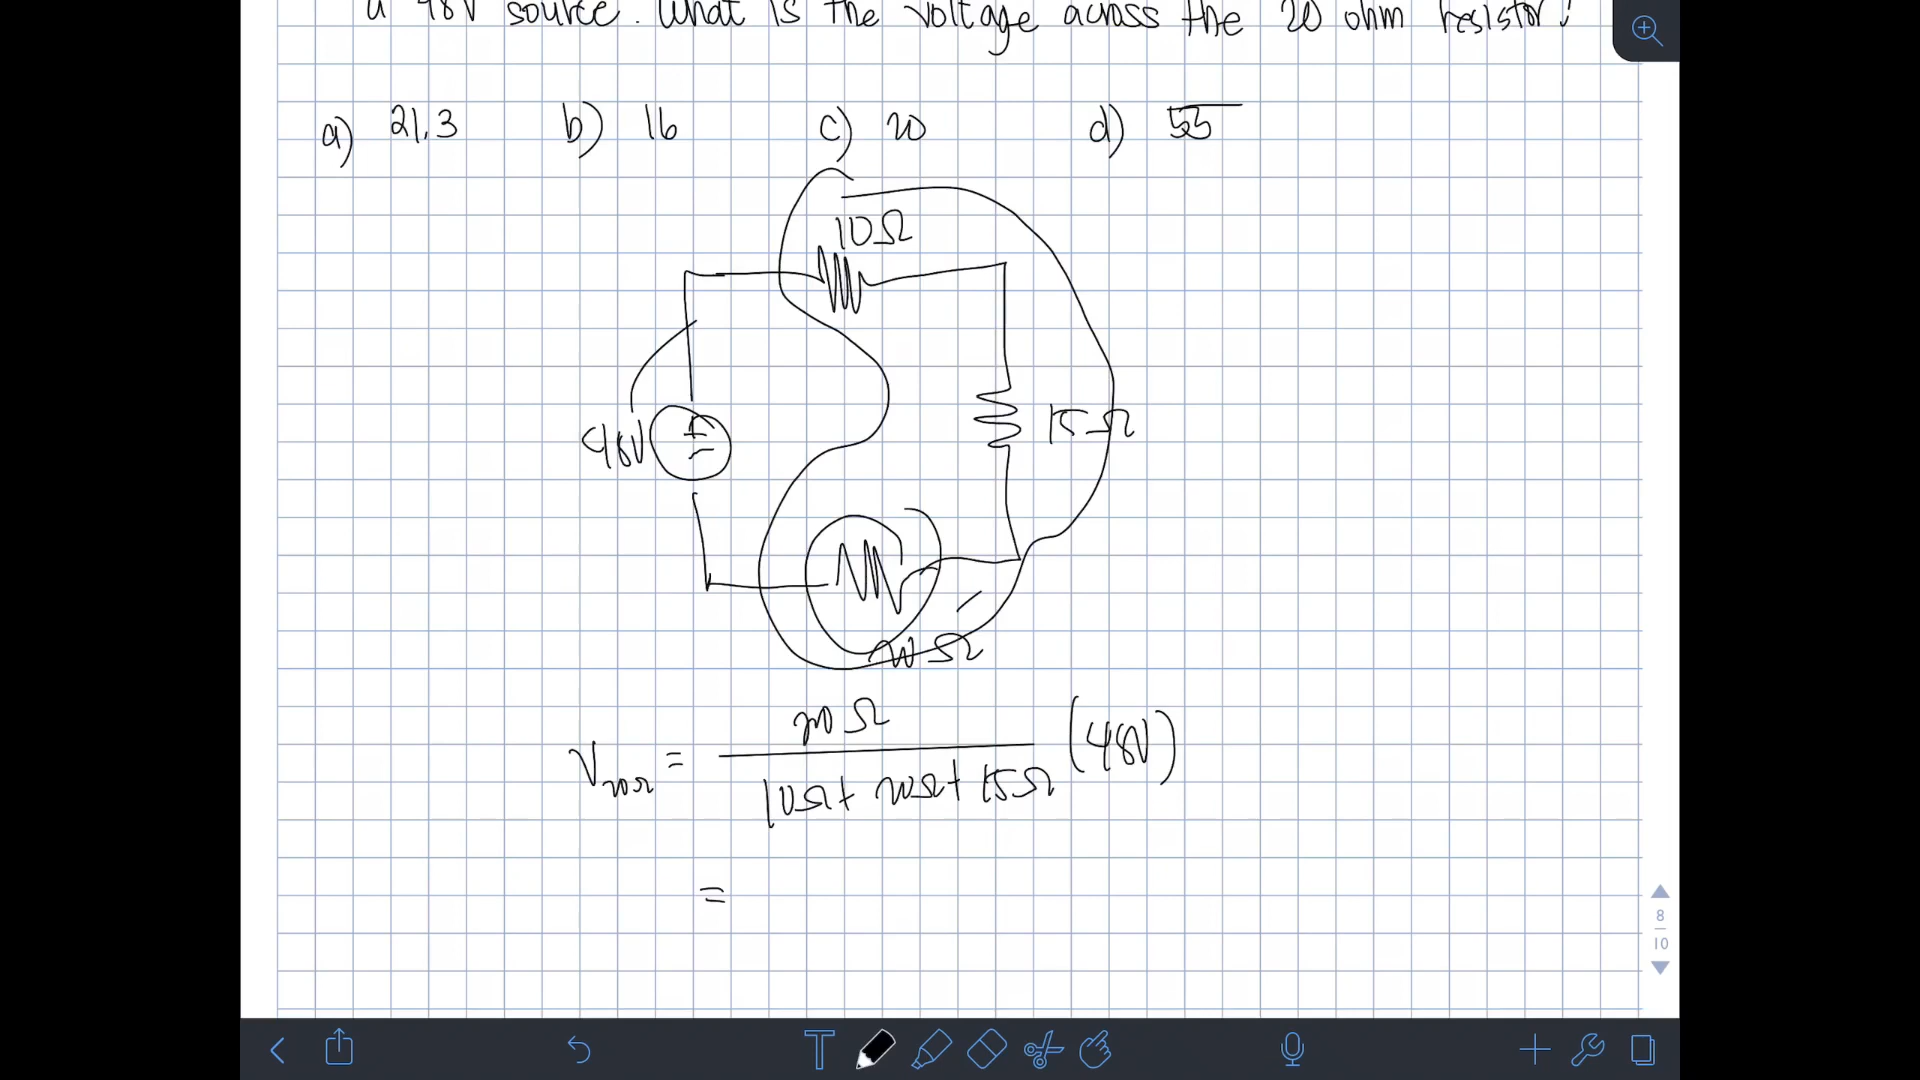 a 48V source. What is the voltage across the 20 ohm resistor?
a) 21.3 b) 16 c) 20 d) 53
10Ω
48V
15Ω
20Ω
20Ω
V20Ω = ———— (48V)
10Ω + 20Ω + 15Ω
=
T
8
10